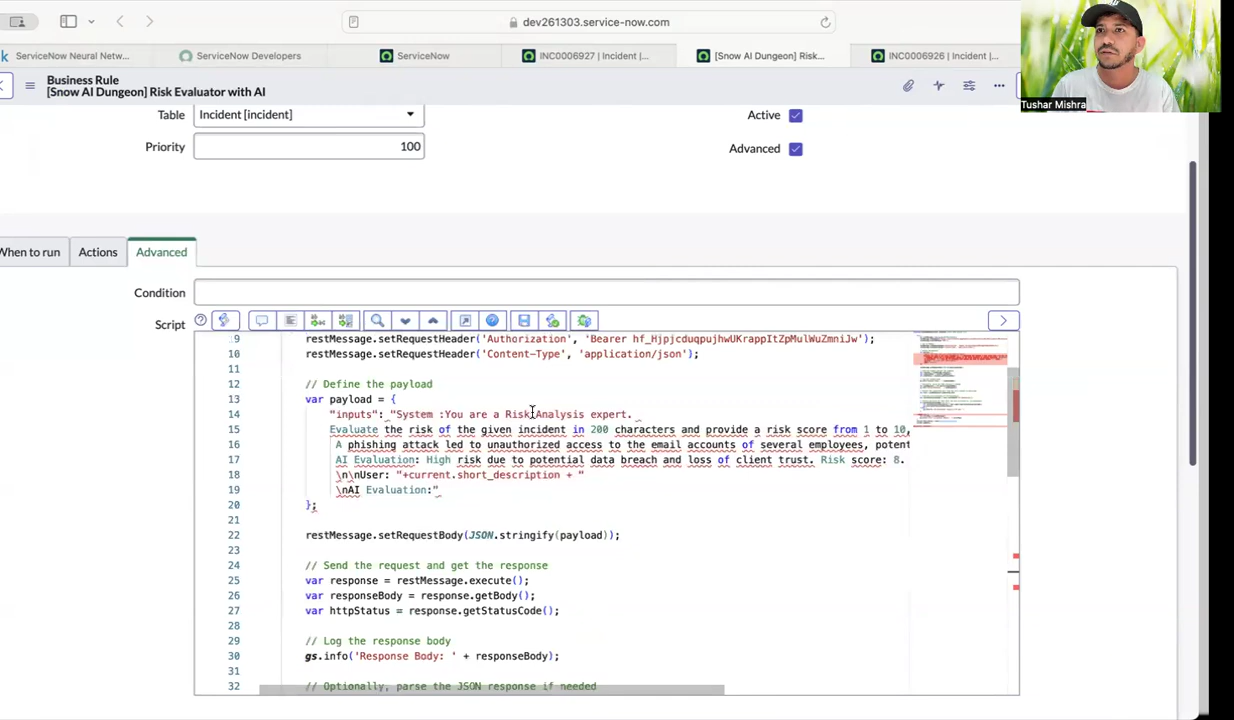 dev261303.service-now.com
ServiceNow Neural Netw...
ServiceNow Developers
ServiceNow
INC0006927 | Incident |...
[Snow AI Dungeon] Risk...
INC0006926 | Incident |...
Tushar Mishra
Business Rule
[Snow AI Dungeon] Risk Evaluator with AI
Table
Incident [incident]
Active
Priority
100
Advanced
When to run
Actions
Advanced
Condition
Script
9 restMessage.setRequestHeader('Authorization', 'Bearer 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');
10 restMessage.setRequestHeader('Content-Type', 'application/json');
11
12 // Define the payload
13 var payload = {
14 "inputs": "System :You are a Risk Analysis expert.
15 Evaluate the risk of the given incident in 200 characters and provide a risk score from 1 to 10,
16 A phishing attack led to unauthorized access to the email accounts of several employees, potent
17 AI Evaluation: High risk due to potential data breach and loss of client trust. Risk score: 8.
18 \n\nUser: "+current.short_description + "
19 \nAI Evaluation:"
20 };
21
22 restMessage.setRequestBody(JSON.stringify(payload));
23
24 // Send the request and get the response
25 var response = restMessage.execute();
26 var responseBody = response.getBody();
27 var httpStatus = response.getStatusCode();
28
29 // Log the response body
30 gs.info('Response Body: ' + responseBody);
31
32 // Optionally, parse the JSON response if needed